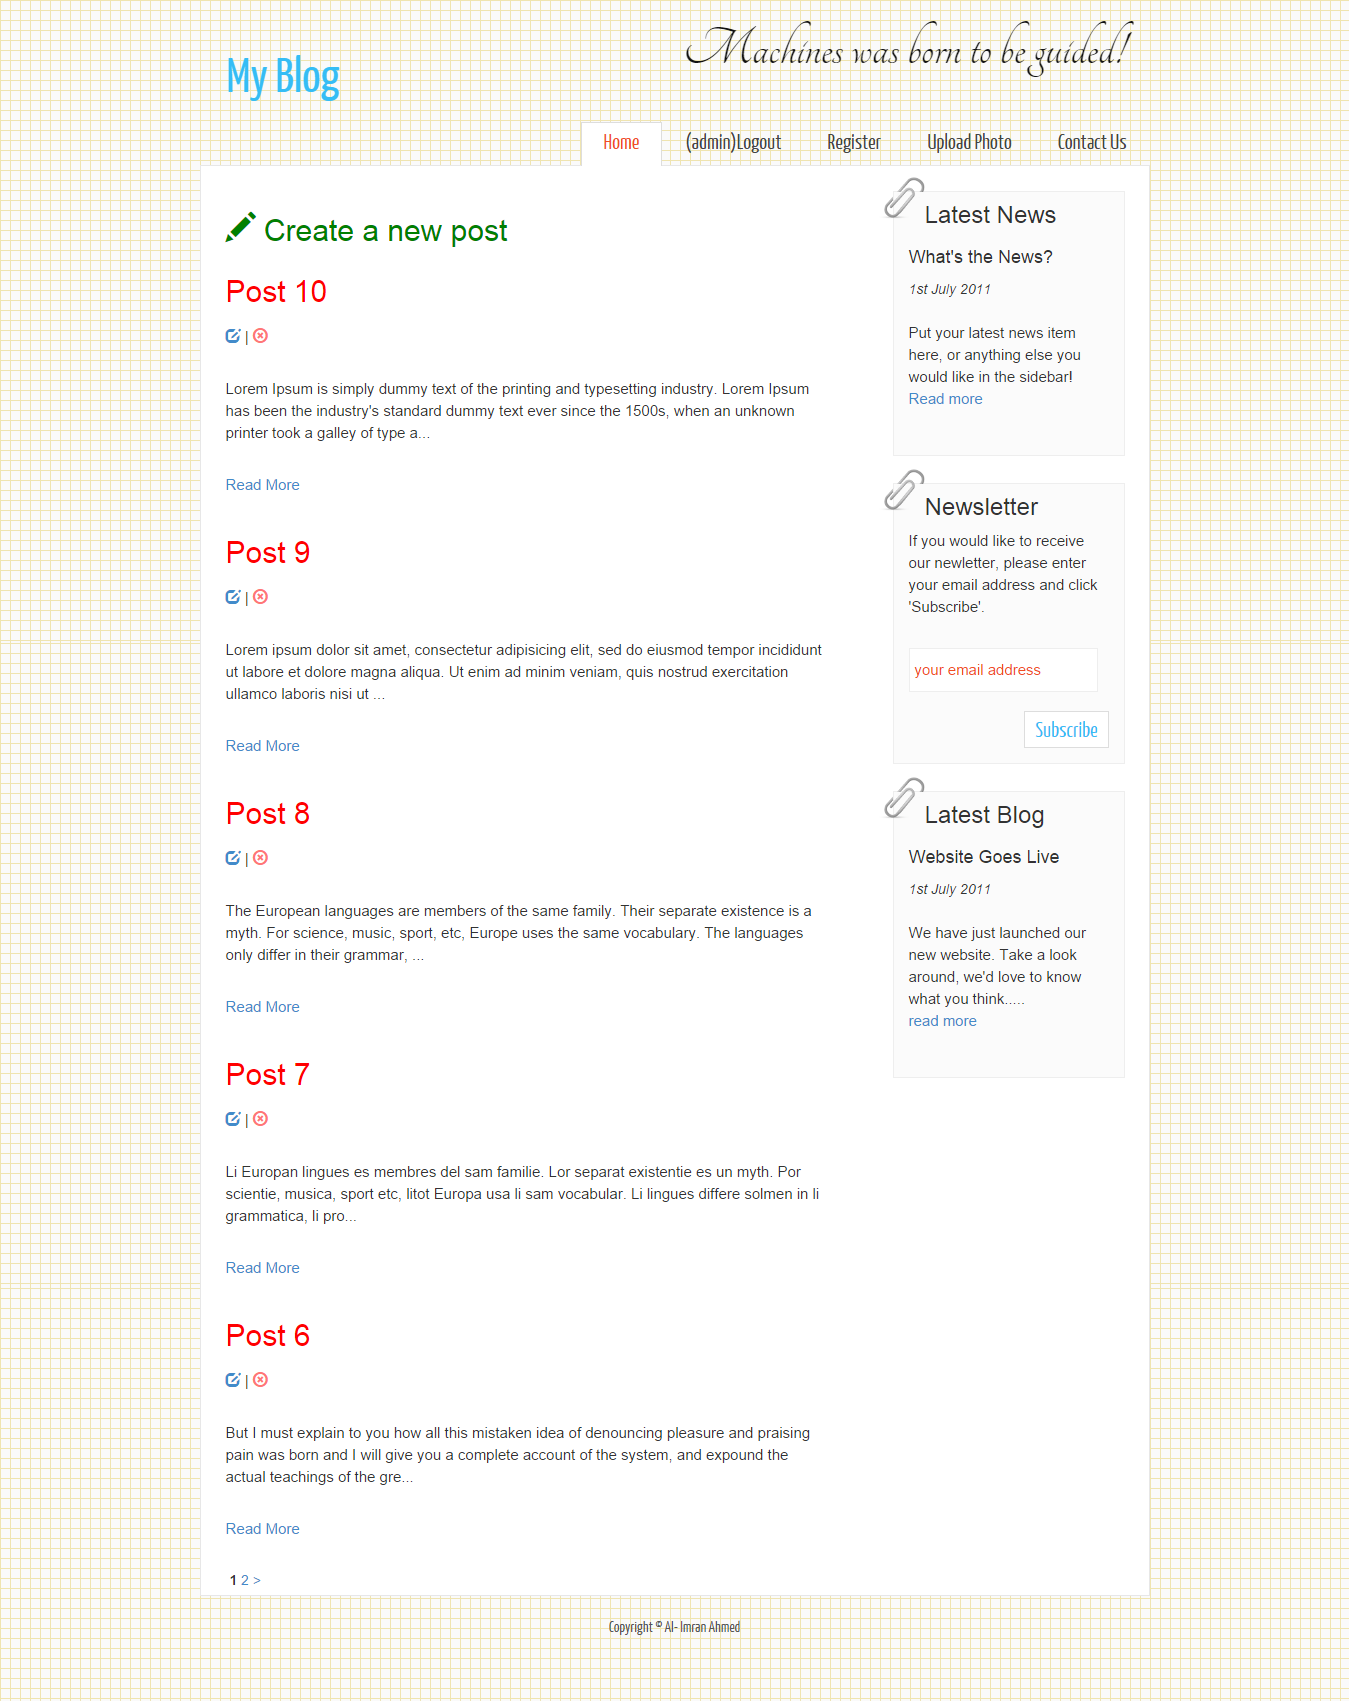 My Blog
Machines was born to be guided!
Home
(admin)Logout
Register
Upload Photo
Contact Us
Create a new post
Post 10
|
Lorem Ipsum is simply dummy text of the printing and typesetting industry. Lorem Ipsum
has been the industry's standard dummy text ever since the 1500s, when an unknown
printer took a galley of type a...
Read More
Post 9
|
Lorem ipsum dolor sit amet, consectetur adipisicing elit, sed do eiusmod tempor incididunt
ut labore et dolore magna aliqua. Ut enim ad minim veniam, quis nostrud exercitation
ullamco laboris nisi ut ...
Read More
Post 8
|
The European languages are members of the same family. Their separate existence is a
myth. For science, music, sport, etc, Europe uses the same vocabulary. The languages
only differ in their grammar, ...
Read More
Post 7
|
Li Europan lingues es membres del sam familie. Lor separat existentie es un myth. Por
scientie, musica, sport etc, litot Europa usa li sam vocabular. Li lingues differe solmen in li
grammatica, li pro...
Read More
Post 6
|
But I must explain to you how all this mistaken idea of denouncing pleasure and praising
pain was born and I will give you a complete account of the system, and expound the
actual teachings of the gre...
Read More
1 2 >
Latest News
What's the News?
1st July 2011
Put your latest news item
here, or anything else you
would like in the sidebar!
Read more
Newsletter
If you would like to receive
our newletter, please enter
your email address and click
'Subscribe'.
your email address
Subscribe
Latest Blog
Website Goes Live
1st July 2011
We have just launched our
new website. Take a look
around, we'd love to know
what you think.....
read more
Copyright © Al- Imran Ahmed